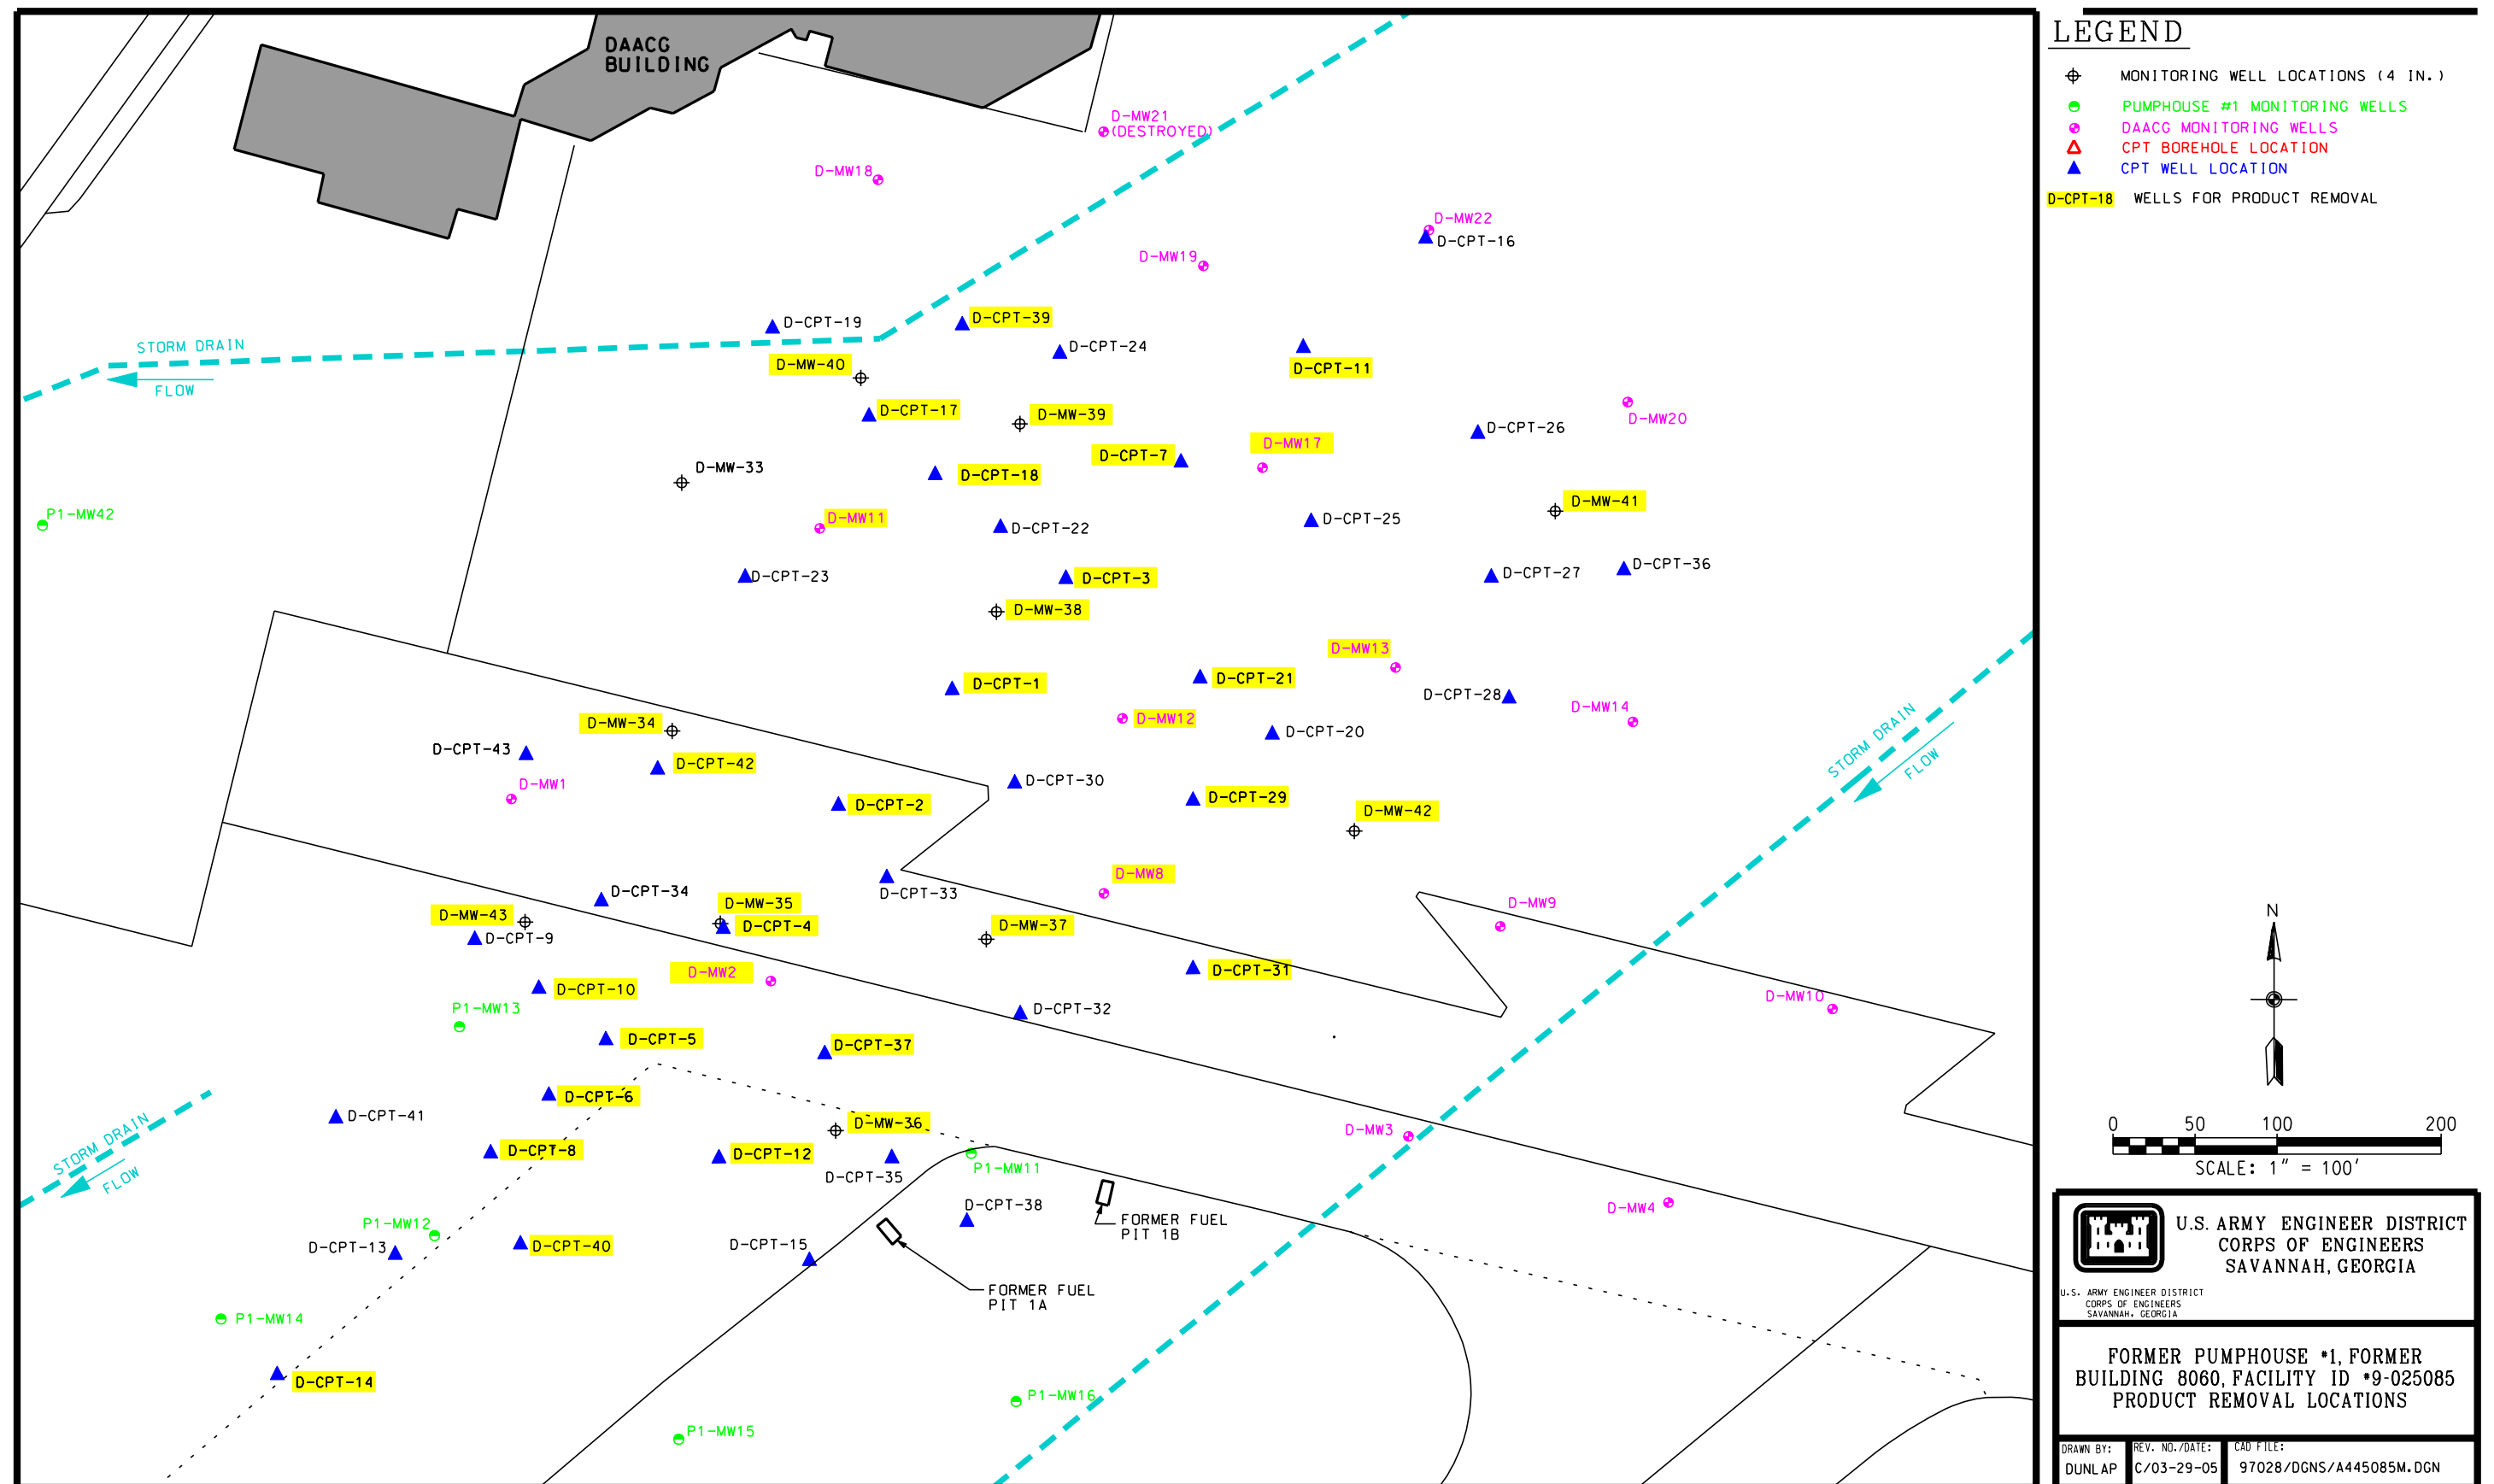 DAACG
BUILDING
D-MW21
(DESTROYED)
D-MW18
D-MW22
D-CPT-16
D-MW19
D-CPT-19
D-CPT-39
D-CPT-24
STORM DRAIN
FLOW
D-MW-40
D-CPT-11
D-CPT-17
D-MW-39
D-MW20
D-CPT-26
D-MW17
D-CPT-7
D-MW-33
D-CPT-18
D-MW-41
P1-MW42
D-MW11
D-CPT-22
D-CPT-25
D-CPT-23
D-CPT-3
D-CPT-27
D-CPT-36
D-MW-38
D-MW13
D-CPT-1
D-CPT-21
D-CPT-28
D-MW14
D-MW-34
D-MW12
D-CPT-20
D-CPT-43
D-CPT-42
D-MW1
D-CPT-30
D-CPT-2
D-CPT-29
D-MW-42
STORM DRAIN
FLOW
D-MW8
D-CPT-34
D-CPT-33
D-MW-35
D-MW9
D-MW-43
D-CPT-4
D-MW-37
D-CPT-9
D-MW2
D-CPT-31
D-CPT-10
D-MW10
P1-MW13
D-CPT-32
D-CPT-5
D-CPT-37
D-CPT-6
D-CPT-41
D-MW-36
D-MW3
STORM DRAIN
FLOW
D-CPT-8
D-CPT-12
D-CPT-35
P1-MW11
D-CPT-38
FORMER FUEL
PIT 1B
D-MW4
P1-MW12
D-CPT-13
D-CPT-40
D-CPT-15
FORMER FUEL
PIT 1A
P1-MW14
D-CPT-14
P1-MW16
P1-MW15
LEGEND
MONITORING WELL LOCATIONS (4 IN.)
PUMPHOUSE #1 MONITORING WELLS
DAACG MONITORING WELLS
CPT BOREHOLE LOCATION
CPT WELL LOCATION
D-CPT-18 WELLS FOR PRODUCT REMOVAL
N
0 50 100 200
SCALE: 1" = 100'
U.S. ARMY ENGINEER DISTRICT
CORPS OF ENGINEERS
SAVANNAH, GEORGIA
U.S. ARMY ENGINEER DISTRICT
CORPS OF ENGINEERS
SAVANNAH, GEORGIA
FORMER PUMPHOUSE #1, FORMER
BUILDING 8060, FACILITY ID #9-025085
PRODUCT REMOVAL LOCATIONS
DRAWN BY: REV. NO./DATE: CAD FILE:
DUNLAP C/03-29-05 97028/DGNS/A445085M.DGN